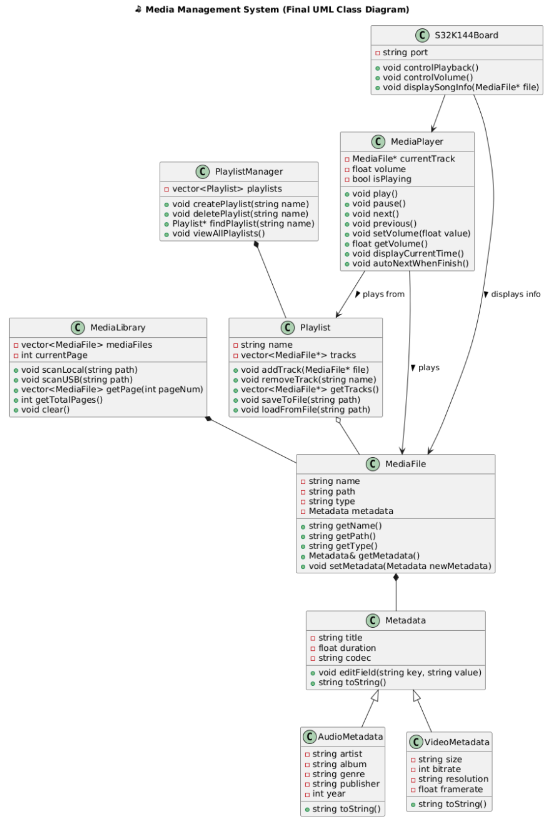 Media Management System (Final UML Class Diagram)
C S32K144Board
string port
void controlPlayback()
void controlVolume()
void displaySongInfo(MediaFile* file)
C MediaPlayer
MediaFile* currentTrack
float volume
bool isPlaying
void play()
void pause()
void next()
void previous()
void setVolume(float value)
float getVolume()
void displayCurrentTime()
void autoNextWhenFinish()
C PlaylistManager
vector<Playlist> playlists
void createPlaylist(string name)
void deletePlaylist(string name)
Playlist* findPlaylist(string name)
void viewAllPlaylists()
plays from
displays info
plays
C MediaLibrary
vector<MediaFile> mediaFiles
int currentPage
void scanLocal(string path)
void scanUSB(string path)
vector<MediaFile> getPage(int pageNum)
int getTotalPages()
void clear()
C Playlist
string name
vector<MediaFile*> tracks
void addTrack(MediaFile* file)
void removeTrack(string name)
vector<MediaFile*> getTracks()
void saveToFile(string path)
void loadFromFile(string path)
C MediaFile
string name
string path
string type
Metadata metadata
string getName()
string getPath()
string getType()
Metadata& getMetadata()
void setMetadata(Metadata newMetadata)
C Metadata
string title
float duration
string codec
void editField(string key, string value)
string toString()
C AudioMetadata
string artist
string album
string genre
string publisher
int year
string toString()
C VideoMetadata
string size
int bitrate
string resolution
float framerate
string toString()